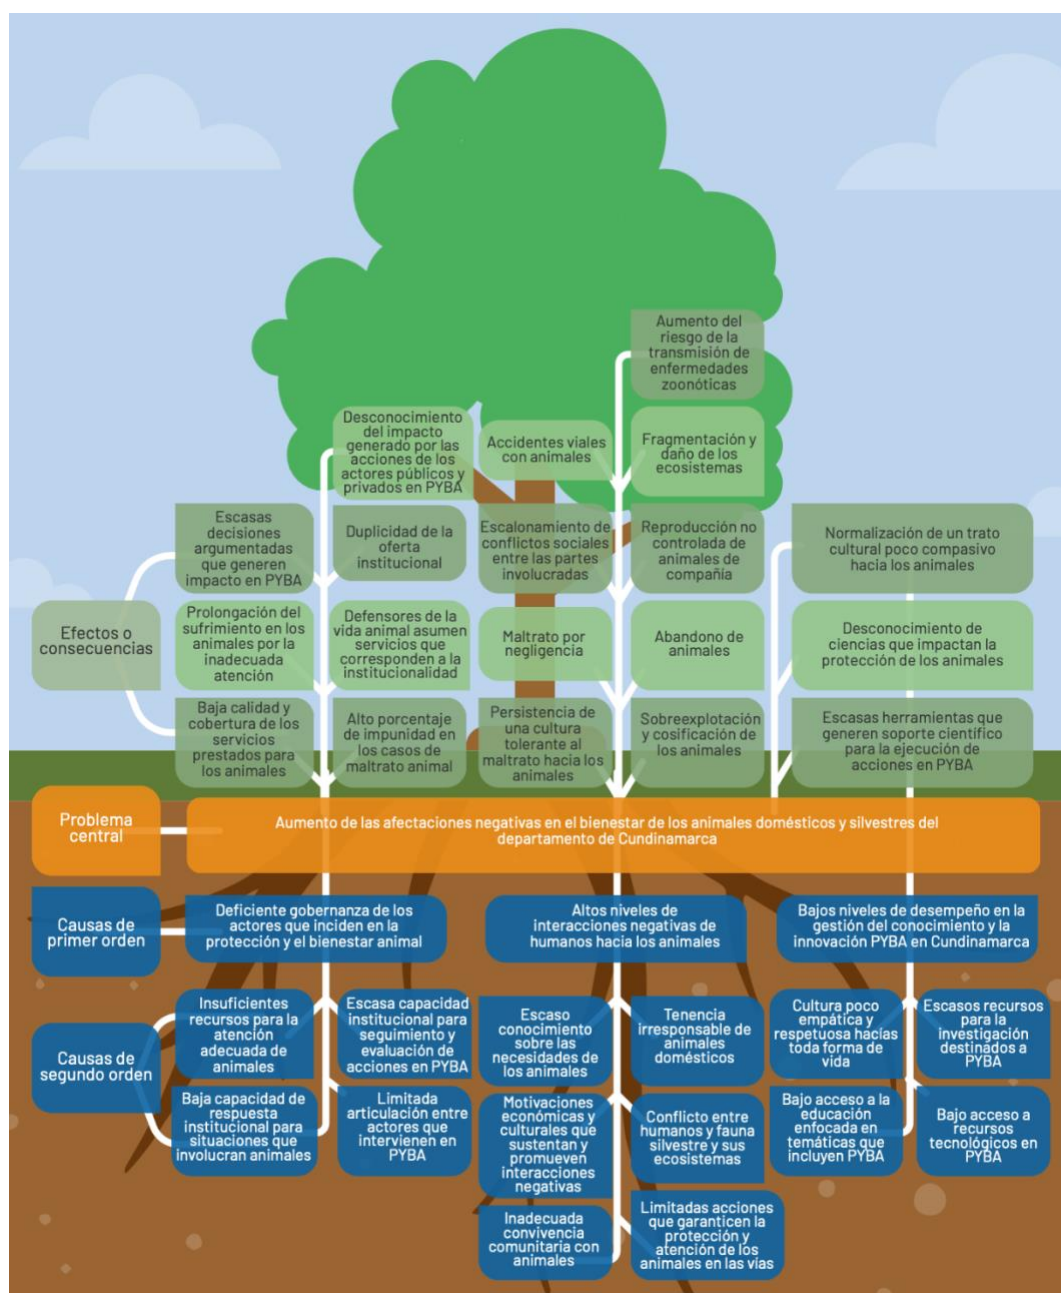 Aumento del
riesgo de la
transmisión de
enfermedades
zoonóticas
Desconocimiento
del impacto
generado por las
acciones de los
actores públicos y
privados en PYBA
Accidentes viales
con animales
Fragmentación y
daño de los
ecosistemas
Escasas
decisiones
argumentadas
que generen
impacto en PYBA
Duplicidad de la
oferta
institucional
Escalonamiento de
conflictos sociales
entre las partes
involucradas
Reproducción no
controlada de
animales de
compañía
Normalización de un trato
cultural poco compasivo
hacia los animales
Efectos o
consecuencias
Prolongación del
sufrimiento en los
animales por la
inadecuada
atención
Defensores de la
vida animal asumen
servicios que
corresponden a la
institucionalidad
Maltrato por
negligencia
Abandono de
animales
Desconocimiento de
ciencias que impactan la
protección de los animales
Baja calidad y
cobertura de los
servicios
prestados para
los animales
Alto porcentaje
de impunidad en
los casos de
maltrato animal
Persistencia de
una cultura
tolerante al
maltrato hacia los
animales
Sobreexplotación
y cosificación de
los animales
Escasas herramientas que
generen soporte científico
para la ejecución de
acciones en PYBA
Problema
central
Aumento de las afectaciones negativas en el bienestar de los animales domésticos y silvestres del
departamento de Cundinamarca
Causas de
primer orden
Deficiente gobernanza de los
actores que inciden en la
protección y el bienestar animal
Altos niveles de
interacciones negativas de
humanos hacia los animales
Bajos niveles de desempeño en la
gestión del conocimiento y la
innovación PYBA en Cundinamarca
Causas de
segundo orden
Insuficientes
recursos para la
atención
adecuada de
animales
Escasa capacidad
institucional para
seguimiento y
evaluación de
acciones en PYBA
Escaso
conocimiento
sobre las
necesidades de
los animales
Tenencia
irresponsable de
animales
domésticos
Cultura poco
empática y
respetuosa hacías
toda forma de
vida
Escasos recursos
para la
investigación
destinados a
PYBA
Baja capacidad de
respuesta
institucional para
situaciones que
involucran animales
Limitada
articulación entre
actores que
intervienen en
PYBA
Motivaciones
económicas y
culturales que
sustentan y
promueven
interacciones
negativas
Conflicto entre
humanos y fauna
silvestre y sus
ecosistemas
Bajo acceso a la
educación
enfocada en
temáticas que
incluyen PYBA
Bajo acceso a
recursos
tecnológicos en
PYBA
Inadecuada
convivencia
comunitaria con
animales
Limitadas acciones
que garanticen la
protección y
atención de los
animales en las vías